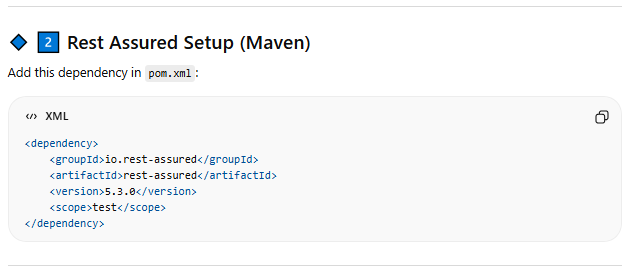 2 Rest Assured Setup (Maven)
Add this dependency in pom.xml:
</> XML
<dependency>
    <groupId>io.rest-assured</groupId>
    <artifactId>rest-assured</artifactId>
    <version>5.3.0</version>
    <scope>test</scope>
</dependency>